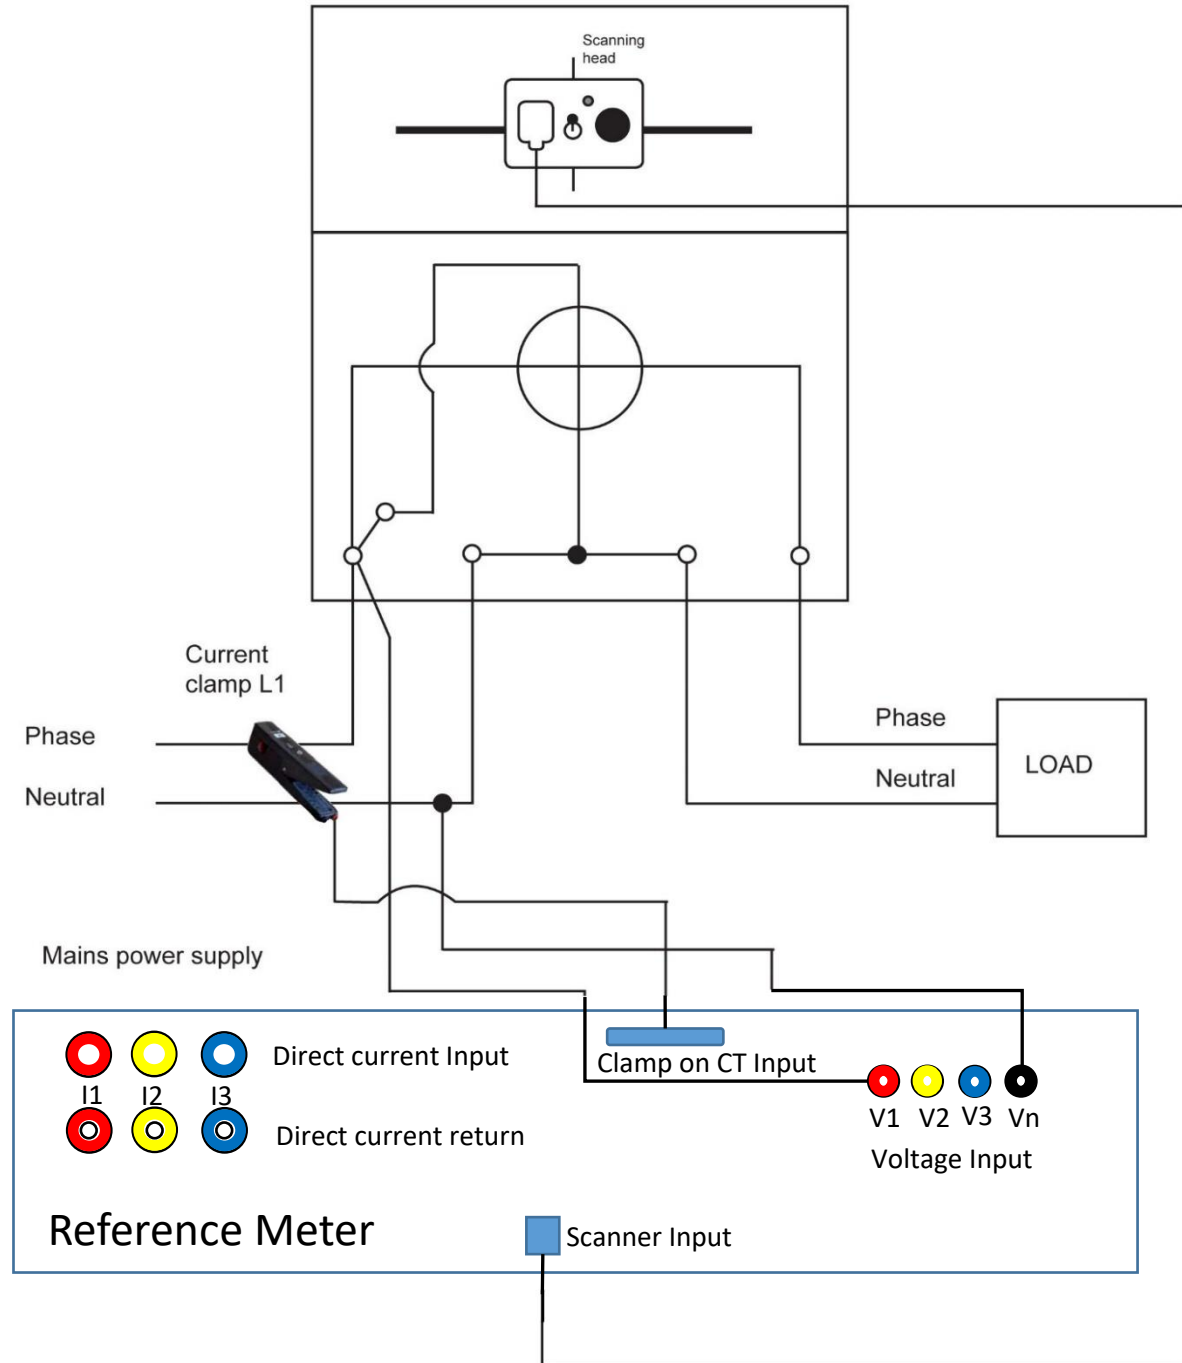 Scanning
head
Current
clamp L1
Phase
Neutral
Phase
Neutral
LOAD
Mains power supply
Direct current Input
I1 I2 I3
Direct current return
Clamp on CT Input
V1 V2 V3 Vn
Voltage Input
Reference Meter
Scanner Input